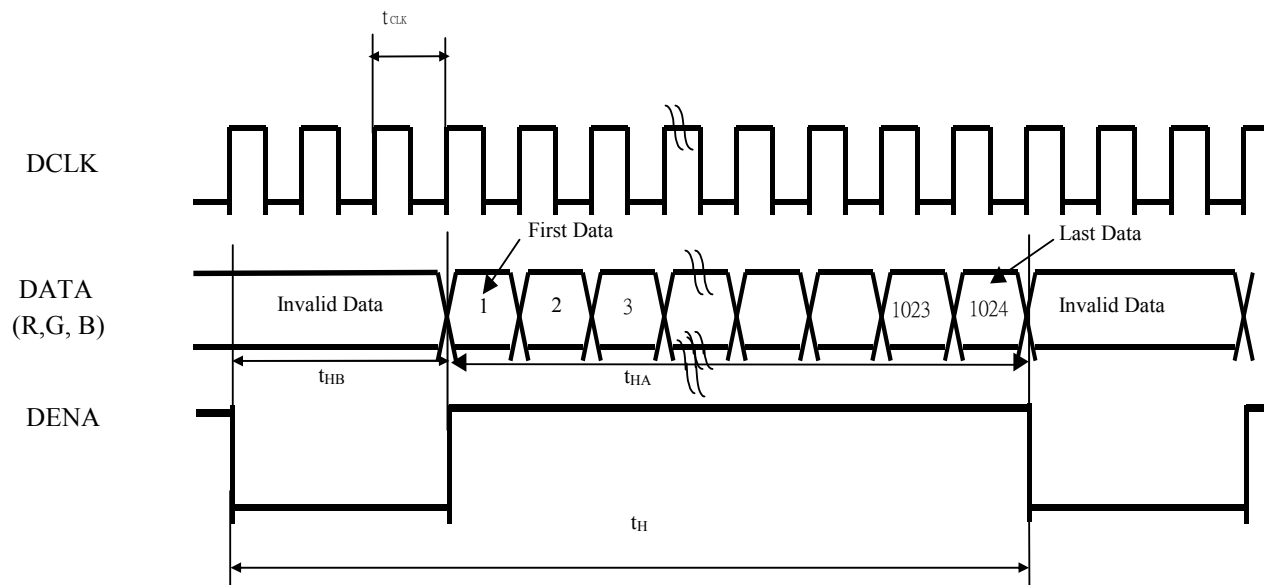 tCLK
DCLK
First Data
Last Data
DATA
(R,G, B)
Invalid Data
1
2
3
1023
1024
Invalid Data
tHB
tHA
DENA
tH